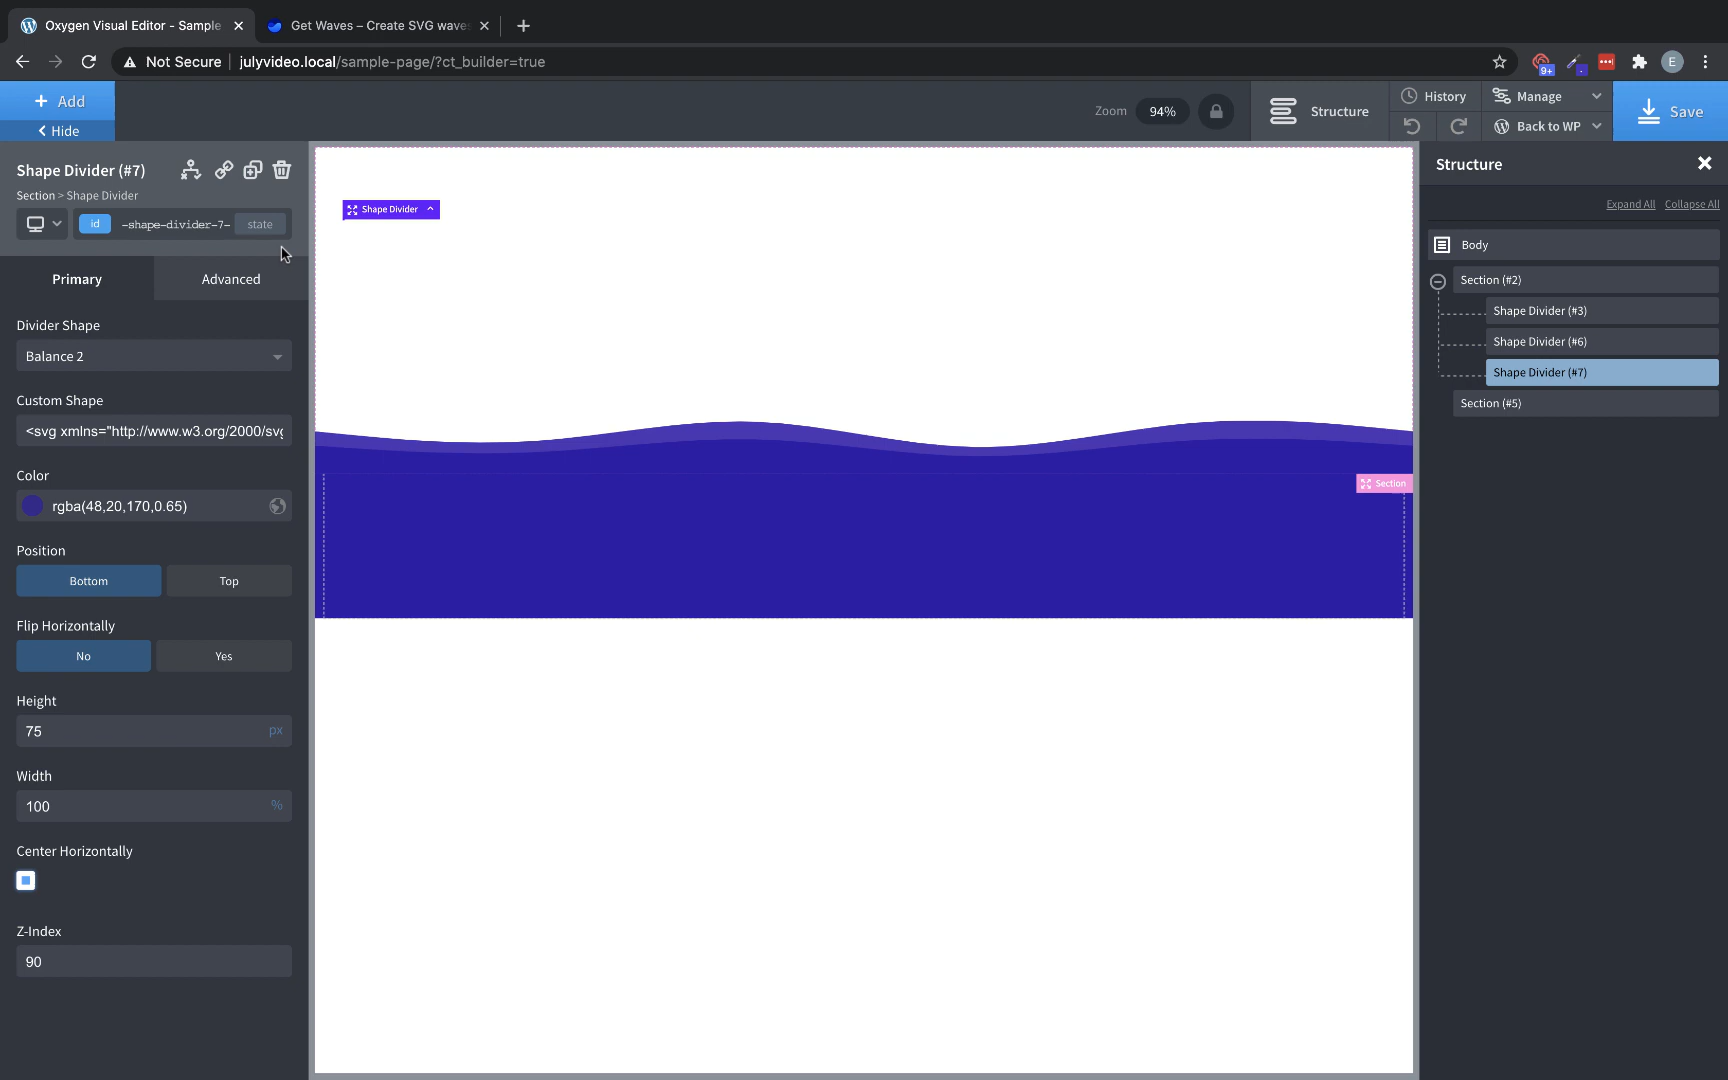 Oxygen Visual Editor - Sample
Get Waves – Create SVG waves
Not Secure
julyvideo.local/sample-page/?ct_builder=true
9+
E
Add
Hide
Zoom
94%
Structure
History
Manage
Back to WP
Save
Shape Divider (#7)
Section > Shape Divider
id
-shape-divider-7-
state
Primary
Advanced
Divider Shape
Balance 2
Custom Shape
<svg xmlns="http://www.w3.org/2000/svg
Color
rgba(48,20,170,0.65)
Position
Bottom
Top
Flip Horizontally
No
Yes
Height
75
px
Width
100
%
Center Horizontally
Z-Index
90
Shape Divider
Section
Structure
Expand All
Collapse All
Body
Section (#2)
Shape Divider (#3)
Shape Divider (#6)
Shape Divider (#7)
Section (#5)